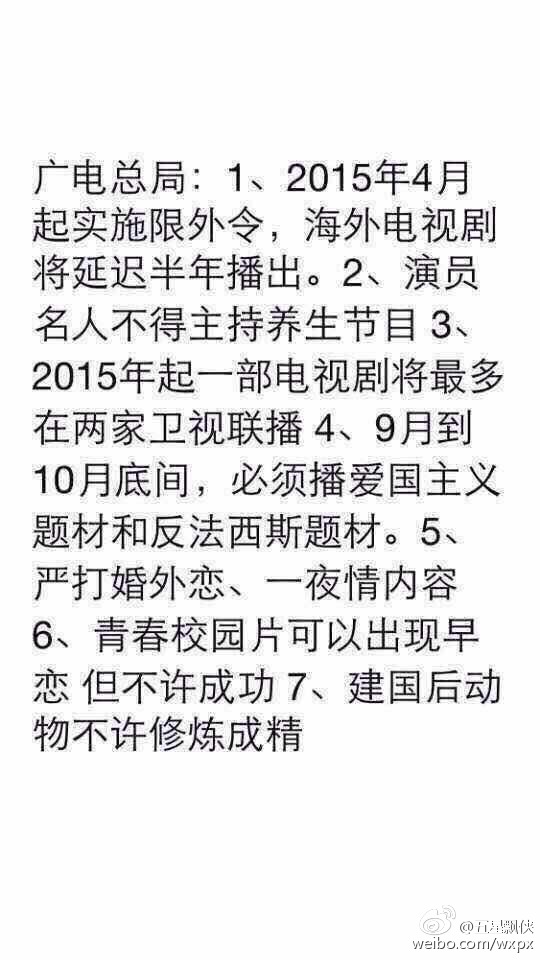 广电总局：1、2015年4月
起实施限外令，海外电视剧
将延迟半年播出。2、演员
名人不得主持养生节目 3、
2015年起一部电视剧将最多
在两家卫视联播 4、9月到
10月底间，必须播爱国主义
题材和反法西斯题材。5、
严打婚外恋、一夜情内容
6、青春校园片可以出现早
恋 但不许成功 7、建国后动
物不许修炼成精
@五星飘侠
weibo.com/wxpx